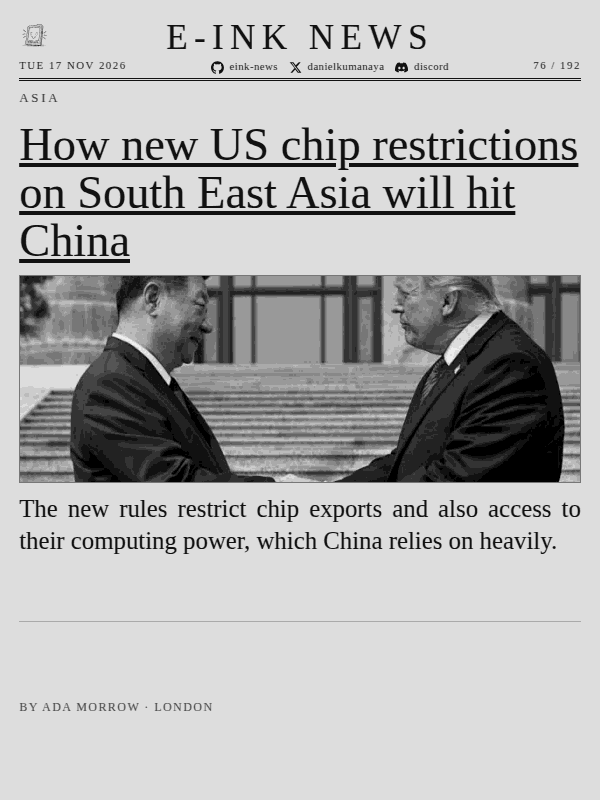 E-INK NEWS
TUE 17 NOV 2026
eink-news
danielkumanaya
discord
76 / 192
ASIA
How new US chip restrictions
on South East Asia will hit
China
The new rules restrict chip exports and also access to
their computing power, which China relies on heavily.
BY ADA MORROW · LONDON